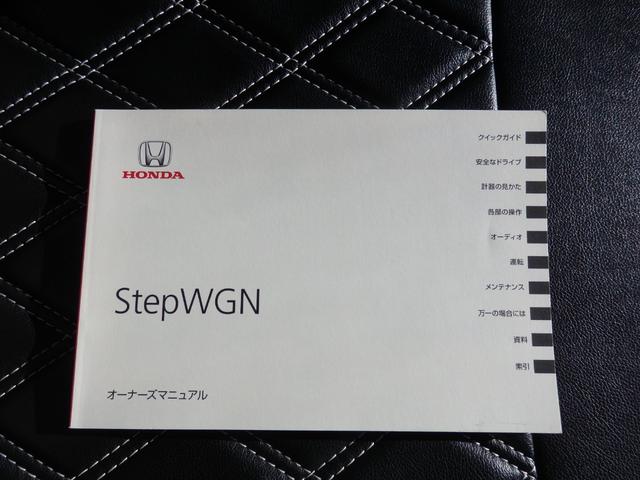 HONDA
StepWGN
オーナーズマニュアル
クイックガイド
安全なドライブ
計器の見かた
各部の操作
オーディオ
運転
メンテナンス
万一の場合には
資料
索引